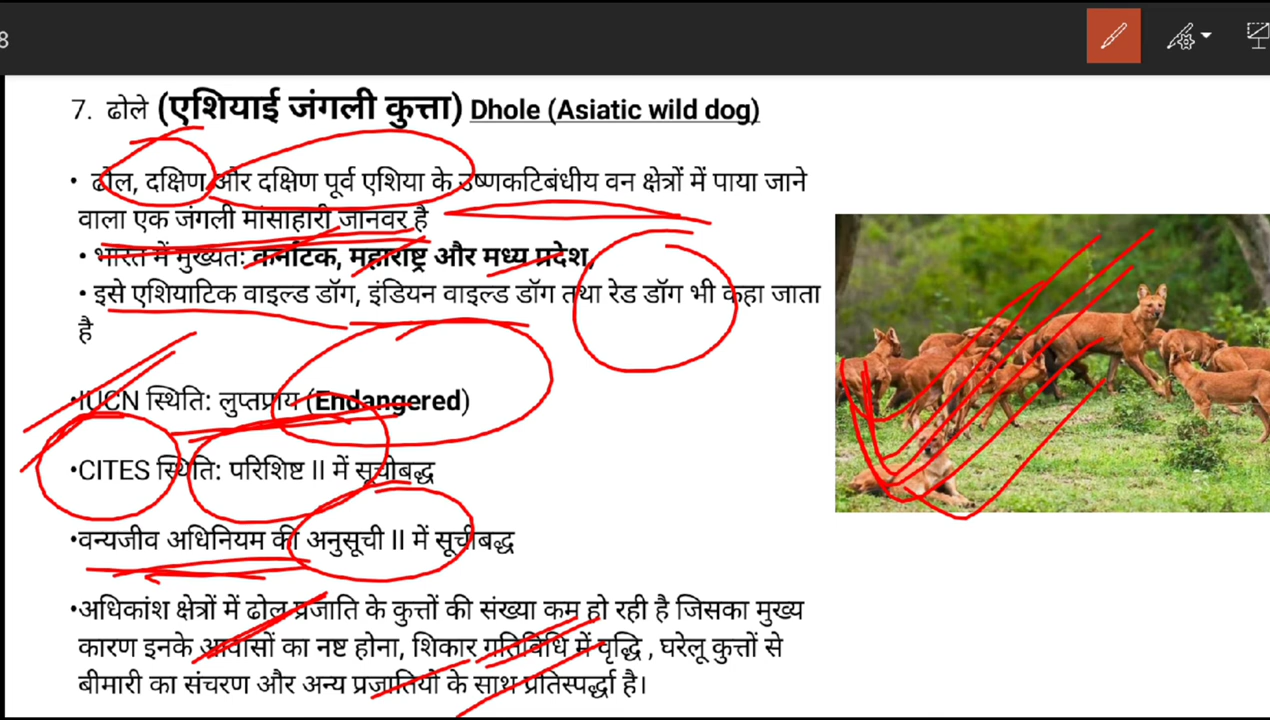 8
7. ढोले (एशियाई जंगली कुत्ता) Dhole (Asiatic wild dog)
• ढोल, दक्षिण और दक्षिण पूर्व एशिया के उष्णकटिबंधीय वन क्षेत्रों में पाया जाने
वाला एक जंगली मांसाहारी जानवर है
• भारत में मुख्यत: कर्नाटक, महाराष्ट्र और मध्य प्रदेश,
• इसे एशियाटिक वाइल्ड डॉग, इंडियन वाइल्ड डॉग तथा रेड डॉग भी कहा जाता
है
•IUCN स्थिति: लुप्तप्राय (Endangered)
•CITES स्थिति: परिशिष्ट II में सूचीबद्ध
•वन्यजीव अधिनियम की अनुसूची II में सूचीबद्ध
•अधिकांश क्षेत्रों में ढोल प्रजाति के कुत्तों की संख्या कम हो रही है जिसका मुख्य
कारण इनके आवासों का नष्ट होना, शिकार गतिविधि में वृद्धि , घरेलू कुत्तों से
बीमारी का संचरण और अन्य प्रजातियों के साथ प्रतिस्पर्द्धा है।